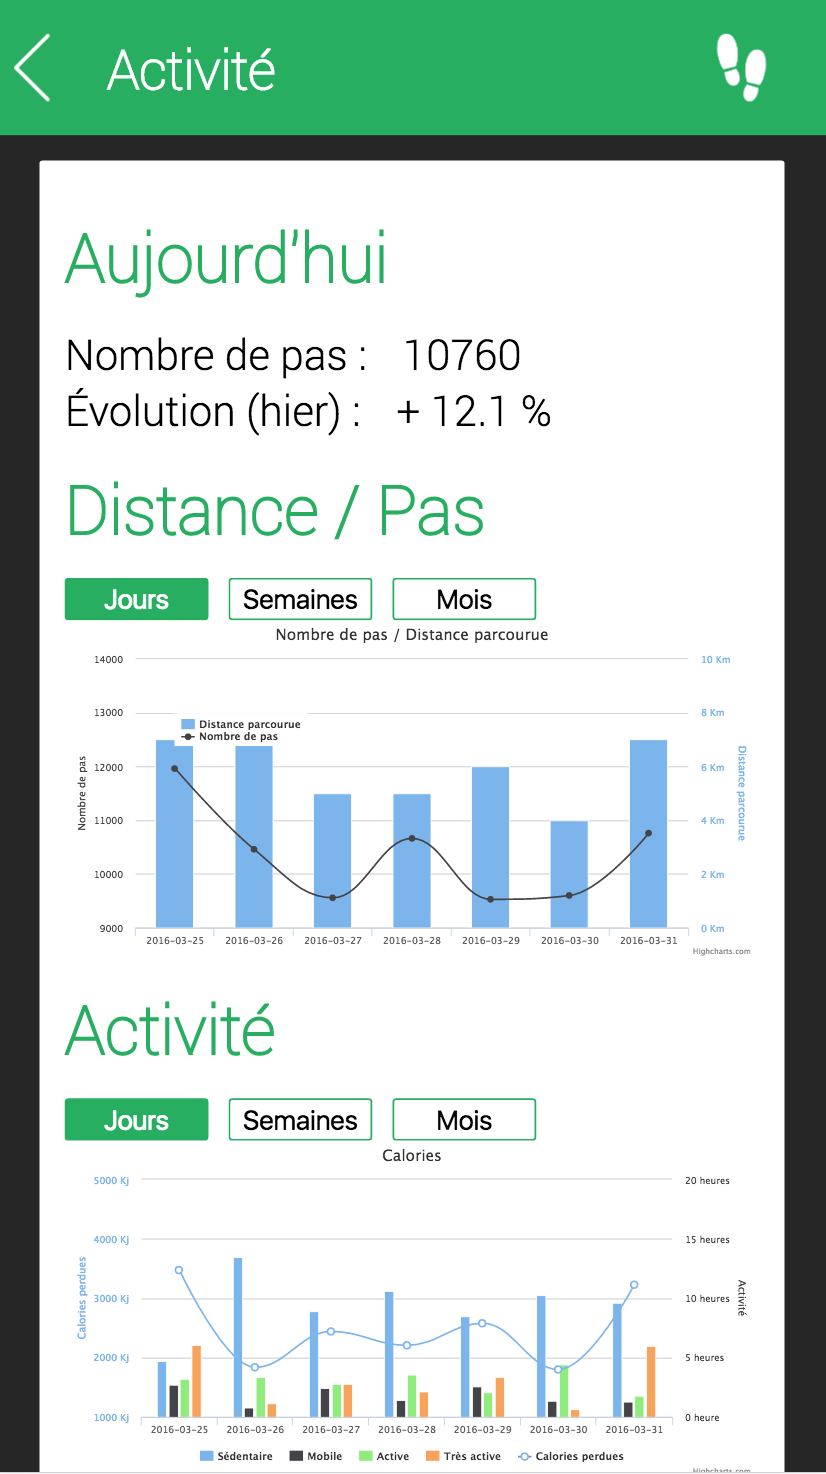 Activité
Aujourd'hui
Nombre de pas : 10760
Évolution (hier) : + 12.1 %
Distance / Pas
Jours Semaines Mois
Nombre de pas / Distance parcourue
14000 10 Km
13000 8 Km
Distance parcourue
Nombre de pas
12000 6 Km
Nombre de pas
Distance parcourue
11000 4 Km
10000 2 Km
9000 0 Km
2016-03-25 2016-03-26 2016-03-27 2016-03-28 2016-03-29 2016-03-30 2016-03-31
Highcharts.com
Activité
Jours Semaines Mois
Calories
5000 Kj 20 heures
4000 Kj 15 heures
Calories perdues
Activité
3000 Kj 10 heures
2000 Kj 5 heures
1000 Kj 0 heure
2016-03-25 2016-03-26 2016-03-27 2016-03-28 2016-03-29 2016-03-30 2016-03-31
Sédentaire Mobile Active Très active Calories perdues
Highcharts.com